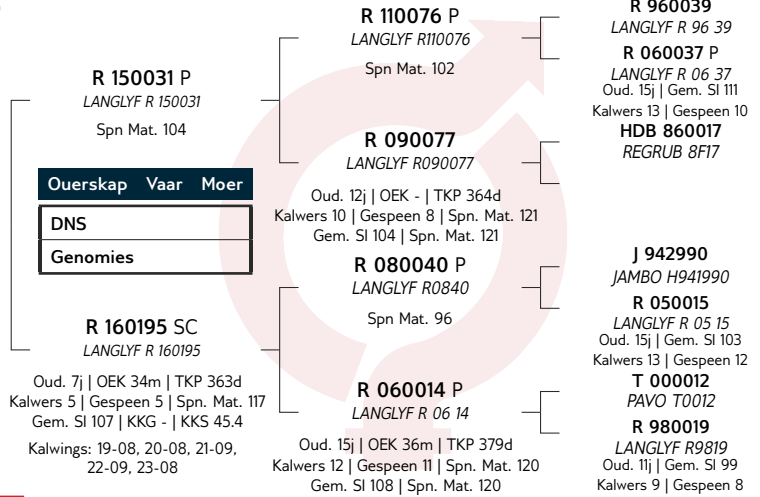 R 150031 P
LANGLYF R 150031
Spn Mat. 104
Ouerskap Vaar Moer
DNS
Genomies
R 160195 SC
LANGLYF R 160195
Oud. 7j | OEK 34m | TKP 363d
Kalwers 5 | Gespeen 5 | Spn. Mat. 117
Gem. SI 107 | KKG - | KKS 45.4
Kalwings: 19-08, 20-08, 21-09,
22-09, 23-08
R 110076 P
LANGLYF R110076
Spn Mat. 102
R 090077
LANGLYF R090077
Oud. 12j | OEK - | TKP 364d
Kalwers 10 | Gespeen 8 | Spn. Mat. 121
Gem. SI 104 | Spn. Mat. 121
R 080040 P
LANGLYF R0840
Spn Mat. 96
R 060014 P
LANGLYF R 06 14
Oud. 15j | OEK 36m | TKP 379d
Kalwers 12 | Gespeen 11 | Spn. Mat. 120
Gem. SI 108 | Spn. Mat. 120
R 960039
LANGLYF R 96 39
R 060037 P
LANGLYF R 06 37
Oud. 15j | Gem. SI 111
Kalwers 13 | Gespeen 10
HDB 860017
REGRUB 8F17
J 942990
JAMBO H941990
R 050015
LANGLYF R 05 15
Oud. 15j | Gem. SI 103
Kalwers 13 | Gespeen 12
T 000012
PAVO T0012
R 980019
LANGLYF R9819
Oud. 11j | Gem. SI 99
Kalwers 9 | Gespeen 8